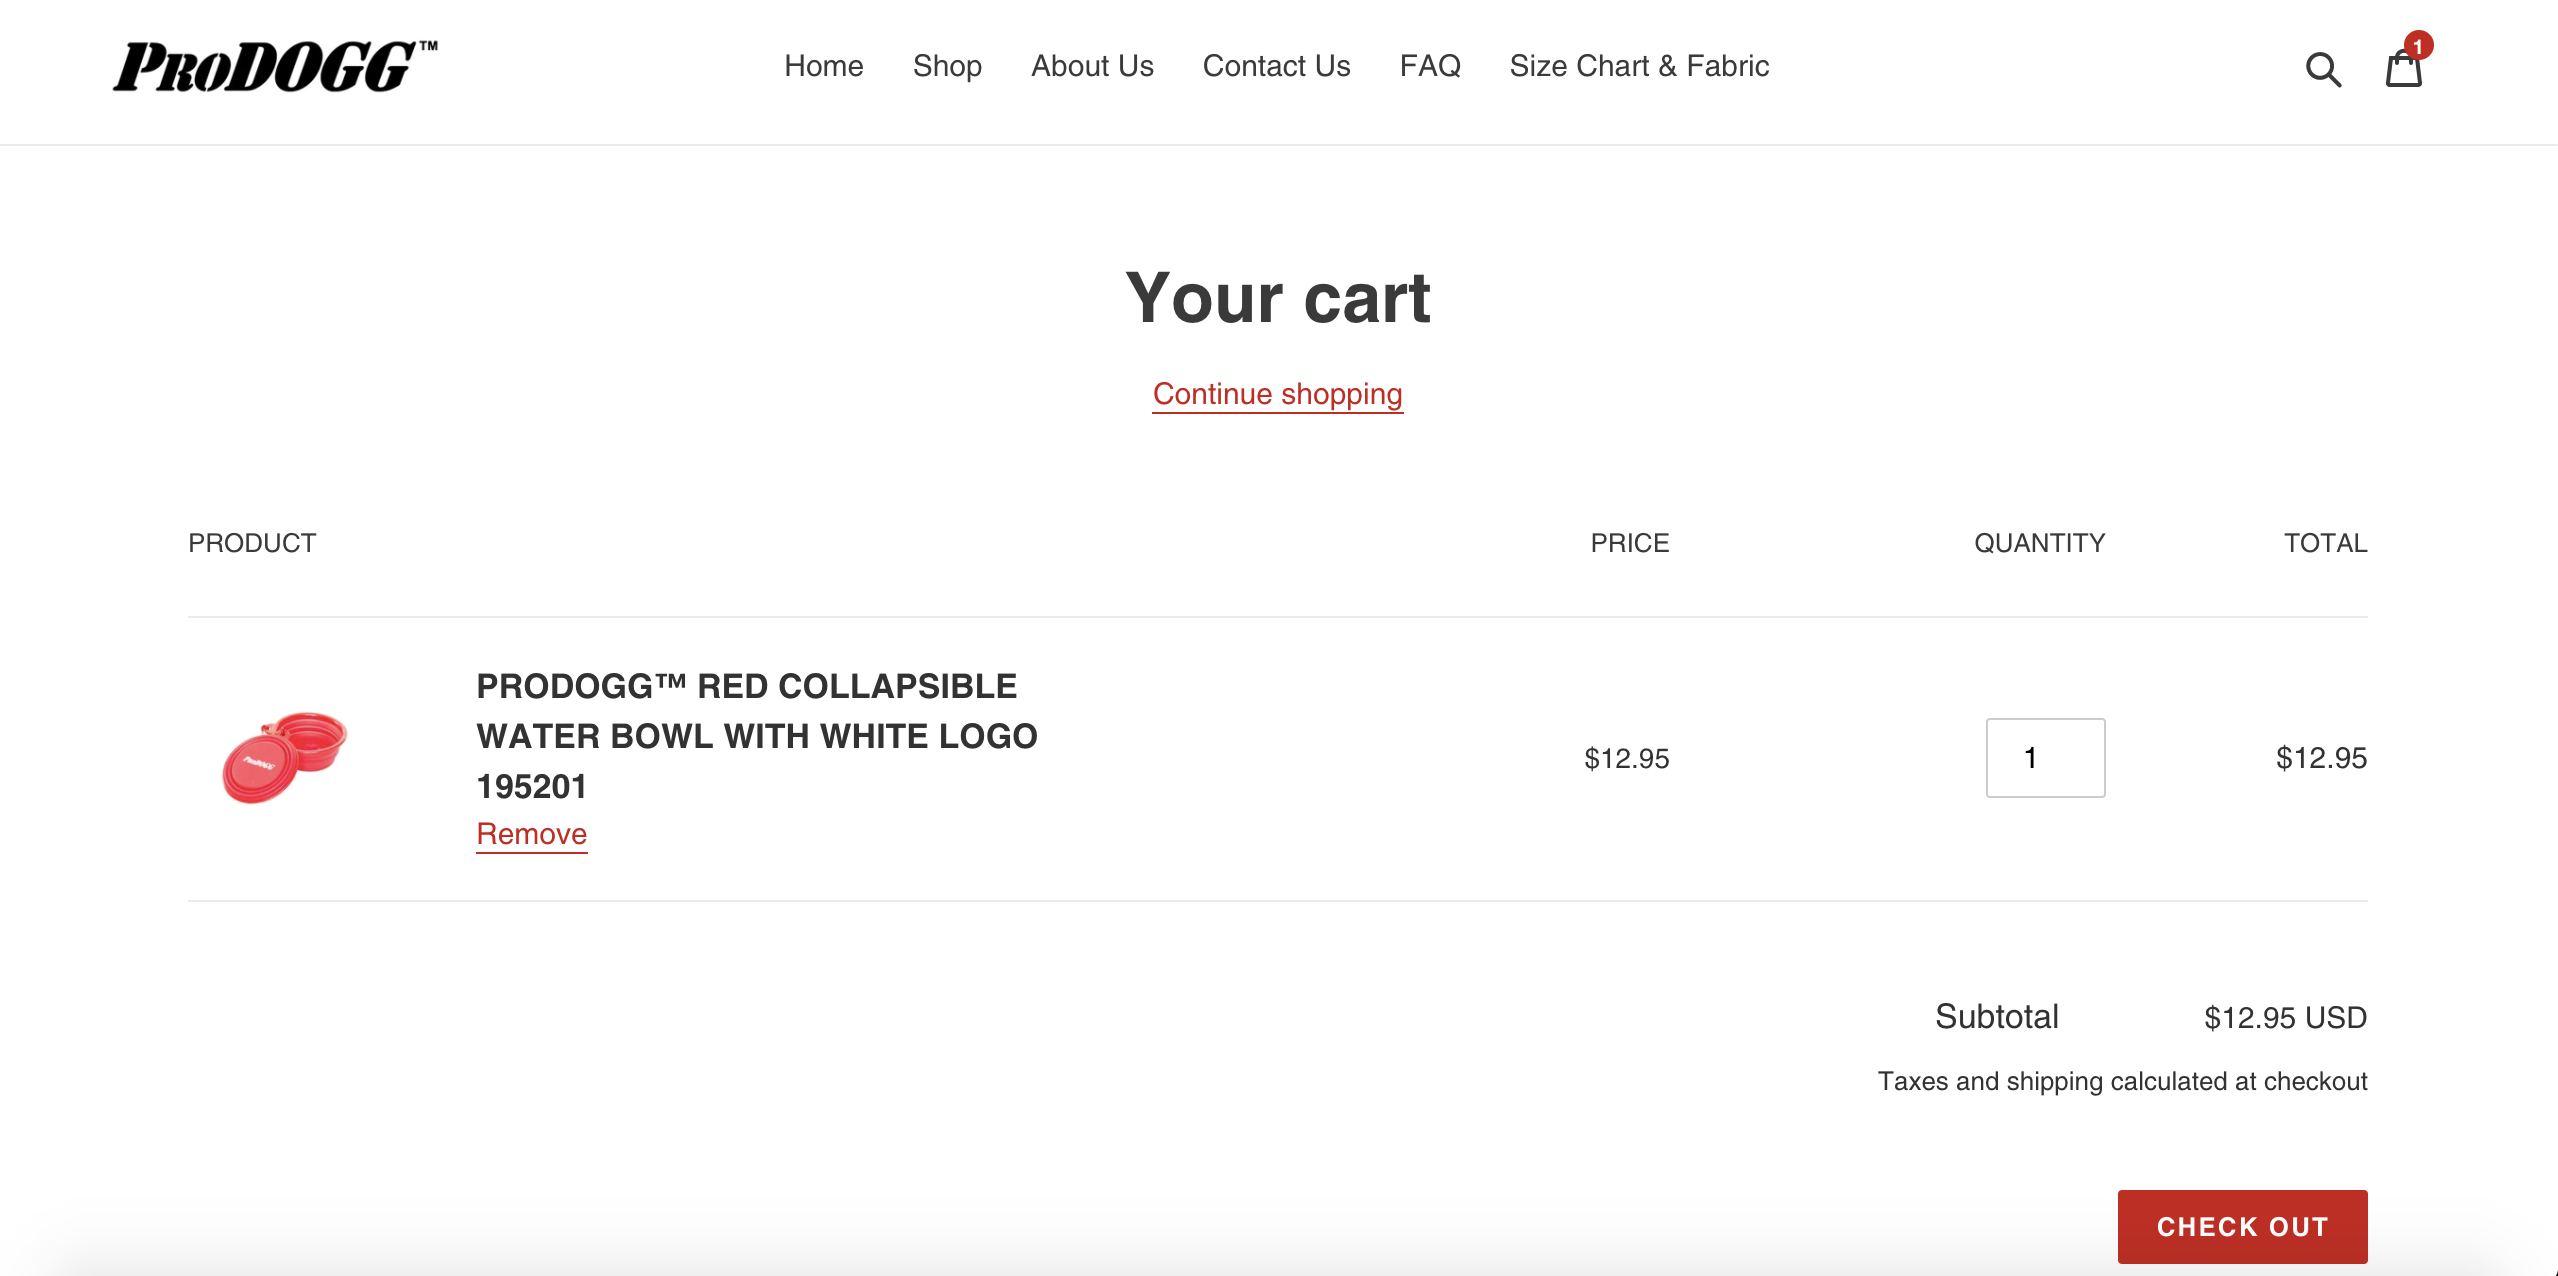 PRODOGG™
Home Shop About Us Contact Us FAQ Size Chart & Fabric
1
Your cart
Continue shopping
PRODUCT PRICE QUANTITY TOTAL
PRODOGG™ RED COLLAPSIBLE
WATER BOWL WITH WHITE LOGO
195201
Remove
PRODOGG
$12.95 1 $12.95
Subtotal $12.95 USD
Taxes and shipping calculated at checkout
CHECK OUT